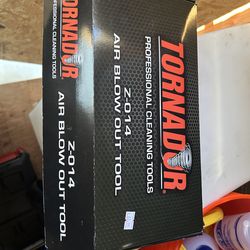 TORNADOR
PROFESSIONAL CLEANING TOOLS
Z-014
AIR BLOW OUT TOOL
TORNADOR
PROFESSIONAL CLEANING TOOLS
Z-014
AIR BLOW OUT TOOL